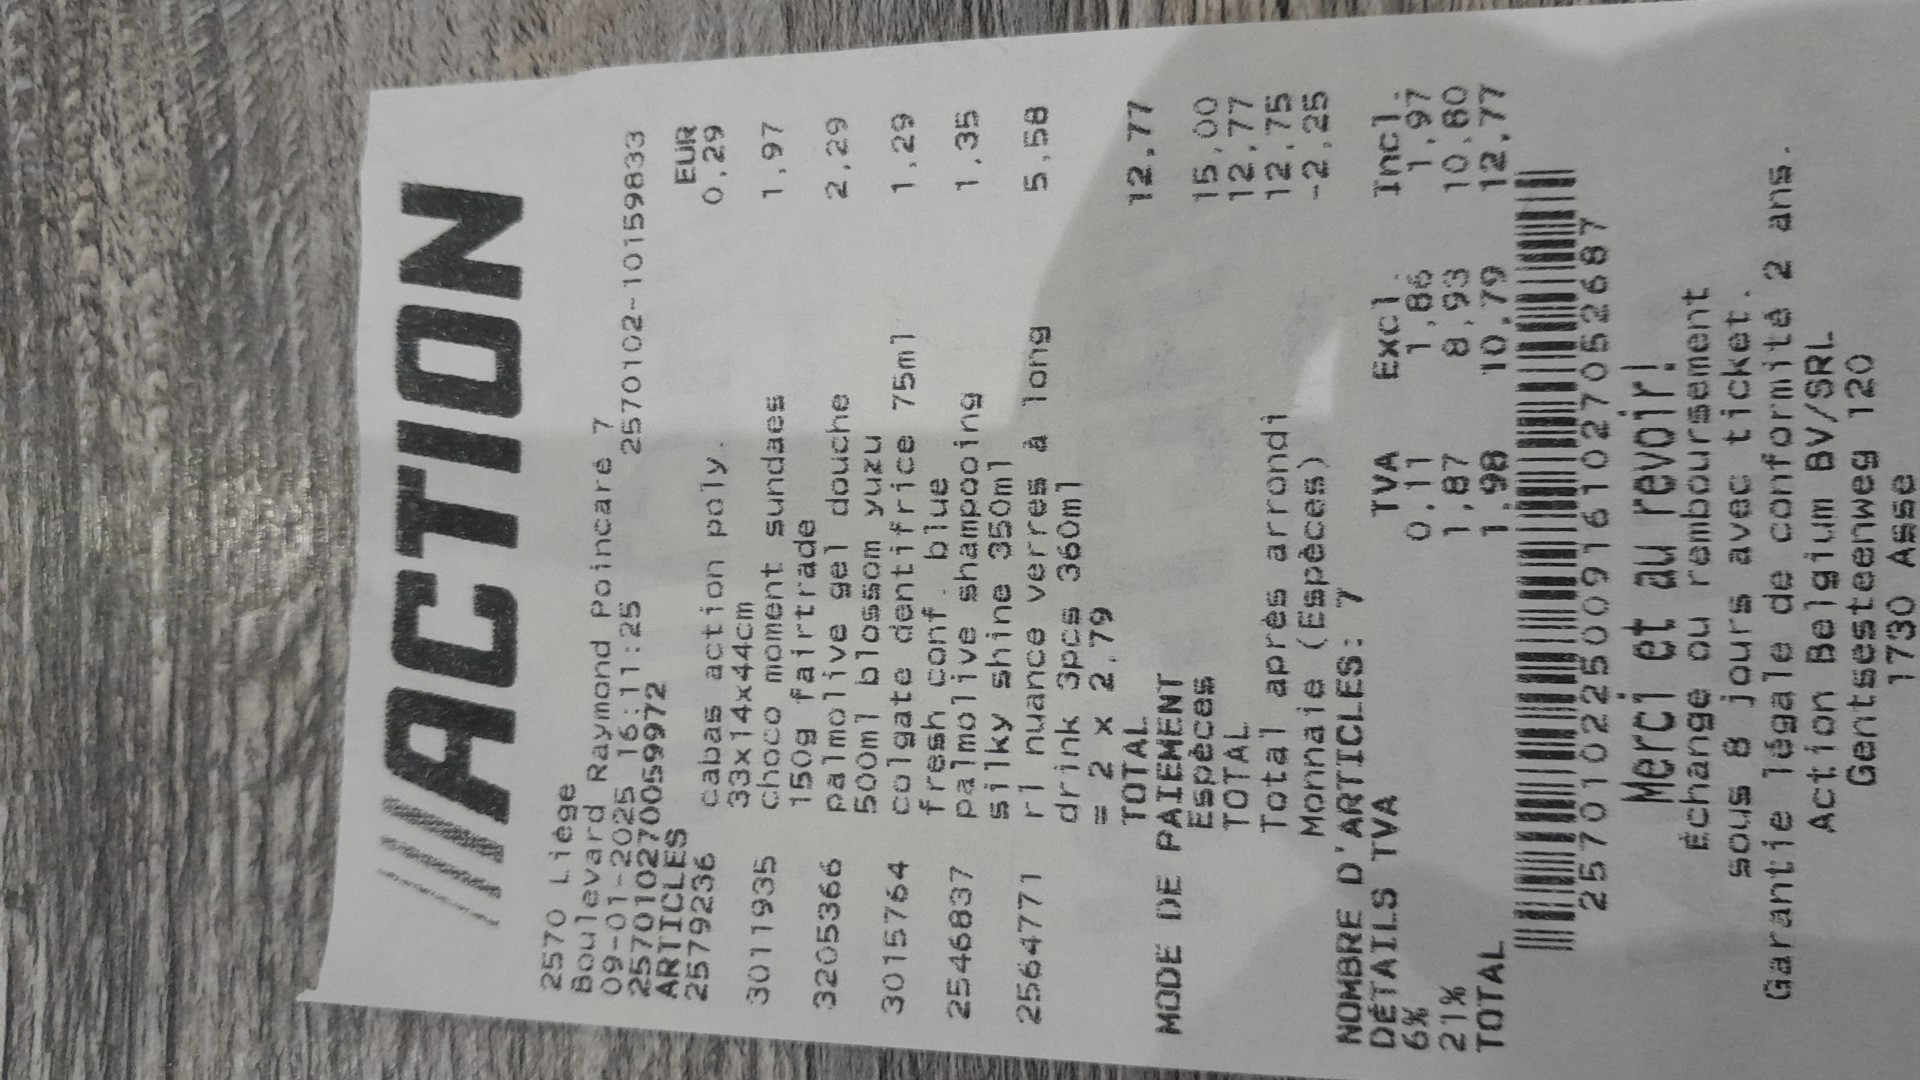 ACTION
2570 Liège
Boulevard Raymond Poincaré 7
09-01-2025 16:11:25 2570102-10159833
2570102700599​72
ARTICLES EUR
2579236 cabas action poly. 0,29
33x14x44cm
3011935 choco moment sundaes 1,97
150g fairtrade
3205366 palmolive gel douche 2,29
500ml blossom yuzu
3015764 colgate dentifrice 75ml 1,29
fresh conf. blue
2546837 palmolive shampooing 1,35
silky shine 350ml
2564771 rl nuance verres à long 5,58
drink 3pcs 360ml
= 2 x 2.79
TOTAL 12,77
MODE DE PAIEMENT
Espèces 15,00
TOTAL 12,77
Total après arrondi 12,75
Monnaie (Espèces) -2,25
NOMBRE D'ARTICLES: 7
DÉTAILS TVA TVA Excl. Incl.
6% 0,11 1,86 1,97
21% 1,87 8,93 10,80
TOTAL 1,98 10,79 12,77
2570102250091610270526​87
Merci et au revoir!
Échange ou remboursement
sous 8 jours avec ticket.
Garantie légale de conformité 2 ans.
Action Belgium BV/SRL
Gentsesteenweg 120
1730 Asse